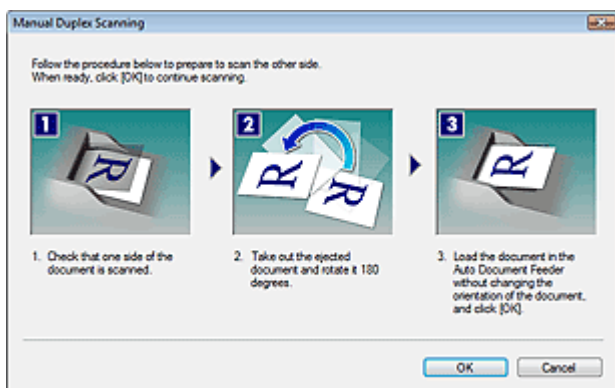 Manual Duplex Scanning
Follow the procedure below to prepare to scan the other side.
When ready, click [OK] to continue scanning.
1
R
2
R
R
3
R
1. Check that one side of the
document is scanned.
2. Take out the ejected
document and rotate it 180
degrees.
3. Load the document in the
Auto Document Feeder
without changing the
orientation of the document,
and click [OK].
OK
Cancel